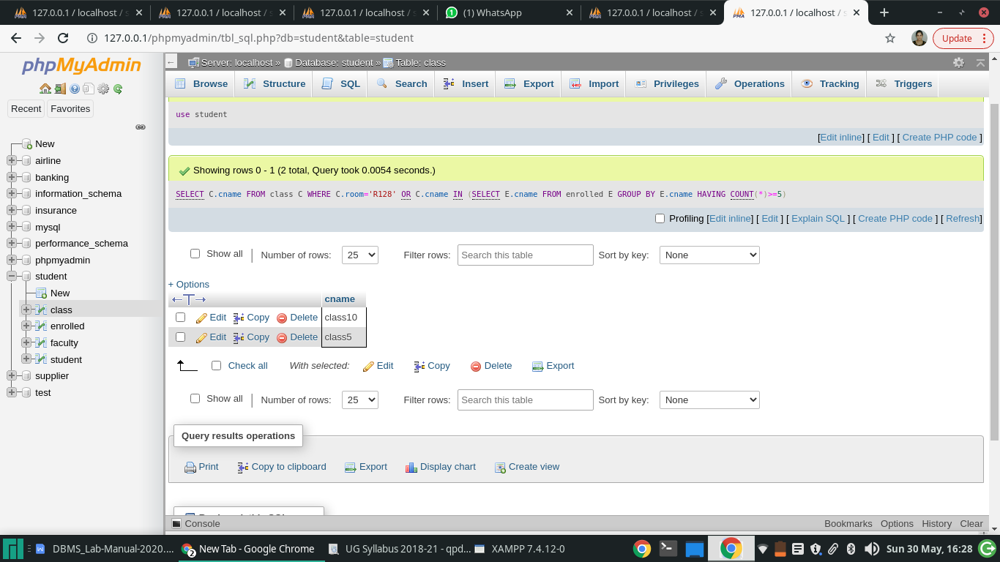 127.0.0.1 / localhost / s
127.0.0.1 / localhost / s
127.0.0.1 / localhost / s
(1) WhatsApp
127.0.0.1 / localhost / s
127.0.0.1 / localhost / s
127.0.0.1/phpmyadmin/tbl_sql.php?db=student&table=student
Update
phpMyAdmin
Recent Favorites
New
airline
banking
information_schema
insurance
mysql
performance_schema
phpmyadmin
student
New
class
enrolled
faculty
student
supplier
test
Server: localhost » Database: student » Table: class
Browse Structure SQL Search Insert Export Import Privileges Operations Tracking Triggers
use student
[Edit inline] [ Edit ] [ Create PHP code ]
Showing rows 0 - 1 (2 total, Query took 0.0054 seconds.)
SELECT C.cname FROM class C WHERE C.room='R128' OR C.cname IN (SELECT E.cname FROM enrolled E GROUP BY E.cname HAVING COUNT(*)>=5)
Profiling [Edit inline] [ Edit ] [ Explain SQL ] [ Create PHP code ] [ Refresh]
Show all | Number of rows: 25 Filter rows: Search this table Sort by key: None
+ Options
←T→ cname
Edit Copy Delete class10
Edit Copy Delete class5
Check all With selected: Edit Copy Delete Export
Show all | Number of rows: 25 Filter rows: Search this table Sort by key: None
Query results operations
Print Copy to clipboard Export Display chart Create view
Console Bookmarks Options History Clear
DBMS_Lab-Manual-2020.... 2 New Tab - Google Chrome UG Syllabus 2018-21 - qpd... XAMPP 7.4.12-0 Sun 30 May, 16:28